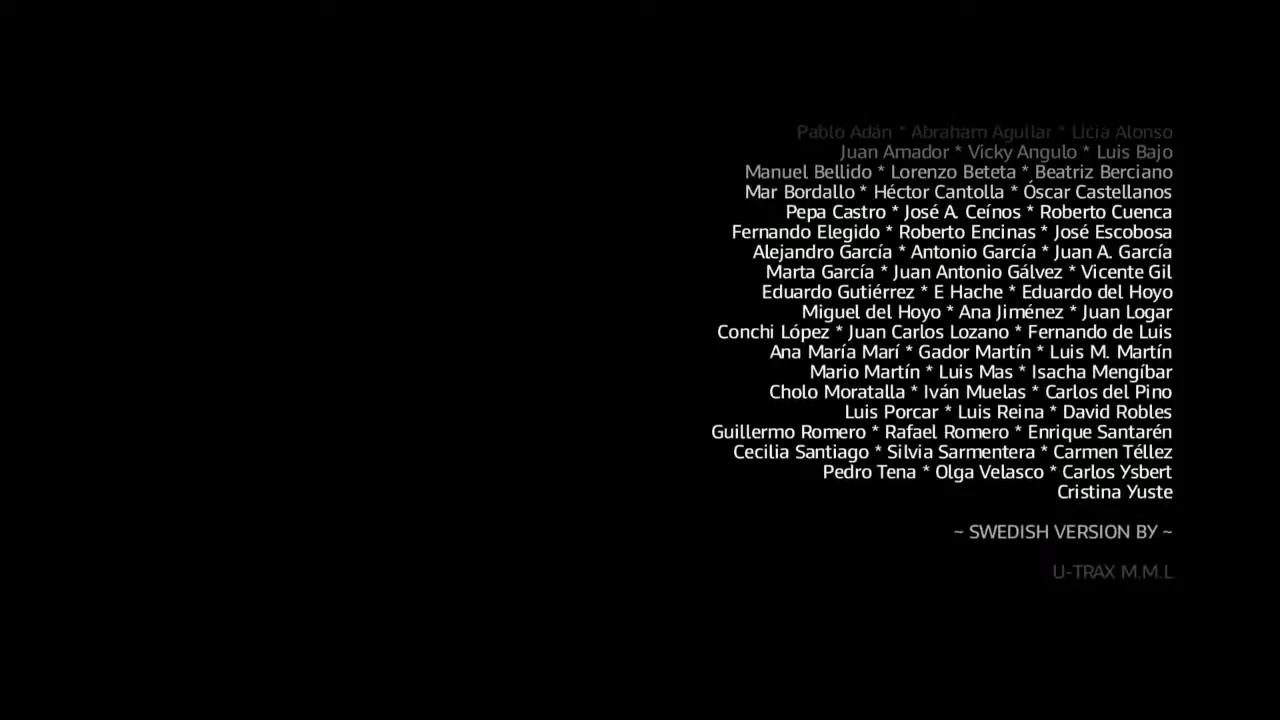 Pablo Adán * Abraham Aguilar * Licia Alonso
Juan Amador * Vicky Angulo * Luis Bajo
Manuel Bellido * Lorenzo Beteta * Beatriz Berciano
Mar Bordallo * Héctor Cantolla * Óscar Castellanos
Pepa Castro * José A. Ceínos * Roberto Cuenca
Fernando Elegido * Roberto Encinas * José Escobosa
Alejandro García * Antonio García * Juan A. García
Marta García * Juan Antonio Gálvez * Vicente Gil
Eduardo Gutiérrez * E Hache * Eduardo del Hoyo
Miguel del Hoyo * Ana Jiménez * Juan Logar
Conchi López * Juan Carlos Lozano * Fernando de Luis
Ana María Marí * Gador Martín * Luis M. Martín
Mario Martín * Luis Mas * Isacha Mengíbar
Cholo Moratalla * Iván Muelas * Carlos del Pino
Luis Porcar * Luis Reina * David Robles
Guillermo Romero * Rafael Romero * Enrique Santarén
Cecilia Santiago * Silvia Sarmentera * Carmen Téllez
Pedro Tena * Olga Velasco * Carlos Ysbert
Cristina Yuste
~ SWEDISH VERSION BY ~
U-TRAX M.M.L